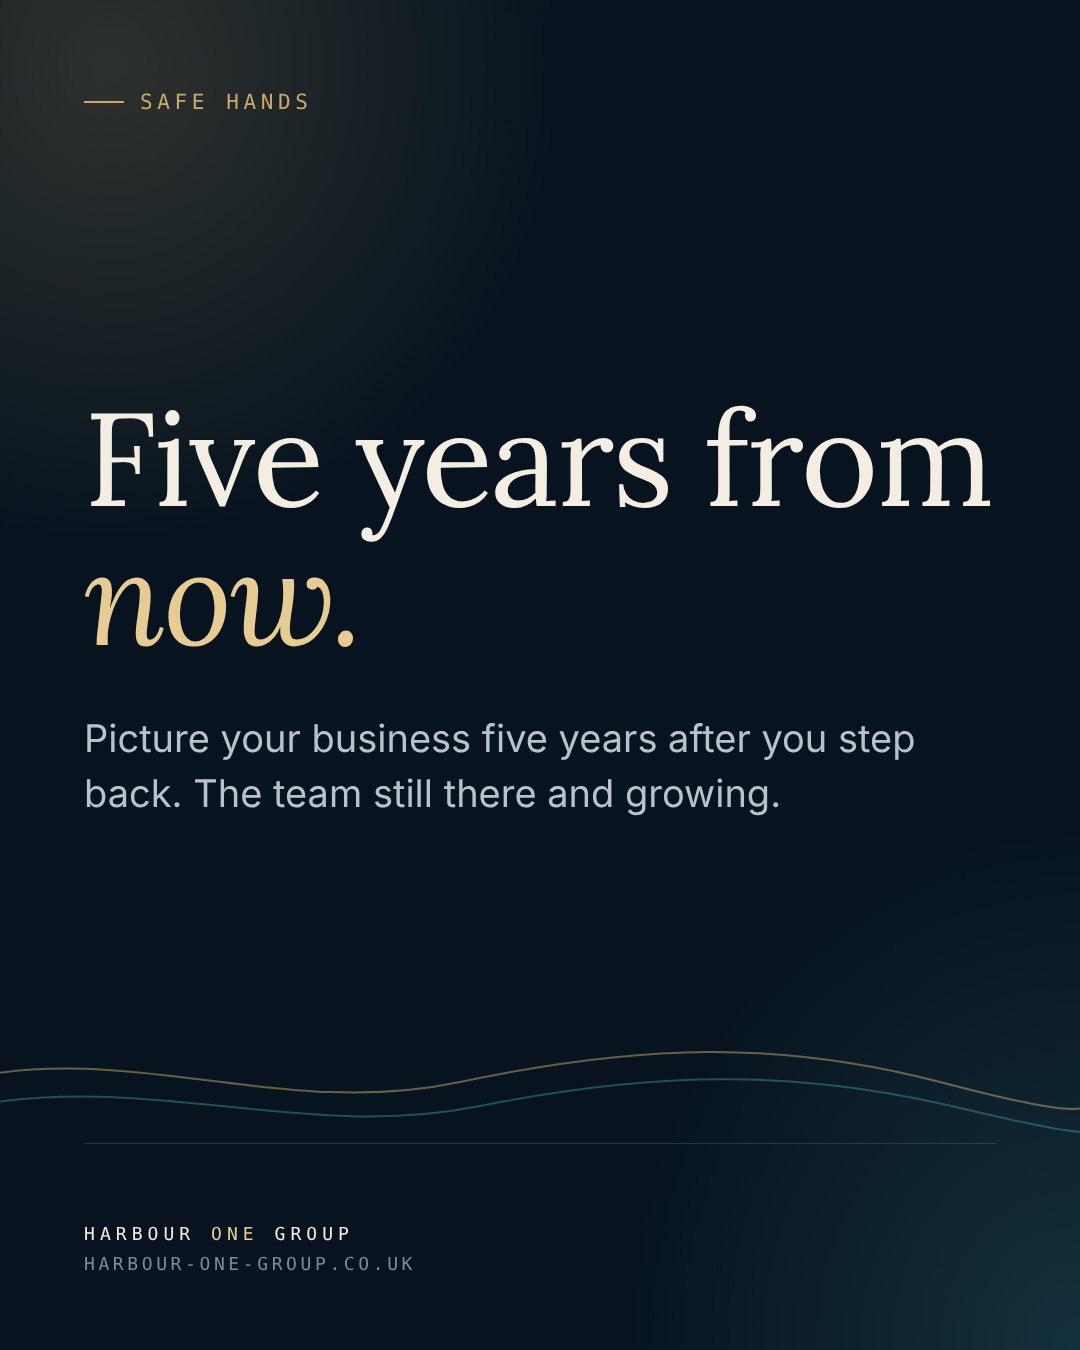 SAFE HANDS
Five years from
now.
Picture your business five years after you step
back. The team still there and growing.
HARBOUR ONE GROUP
HARBOUR-ONE-GROUP.CO.UK